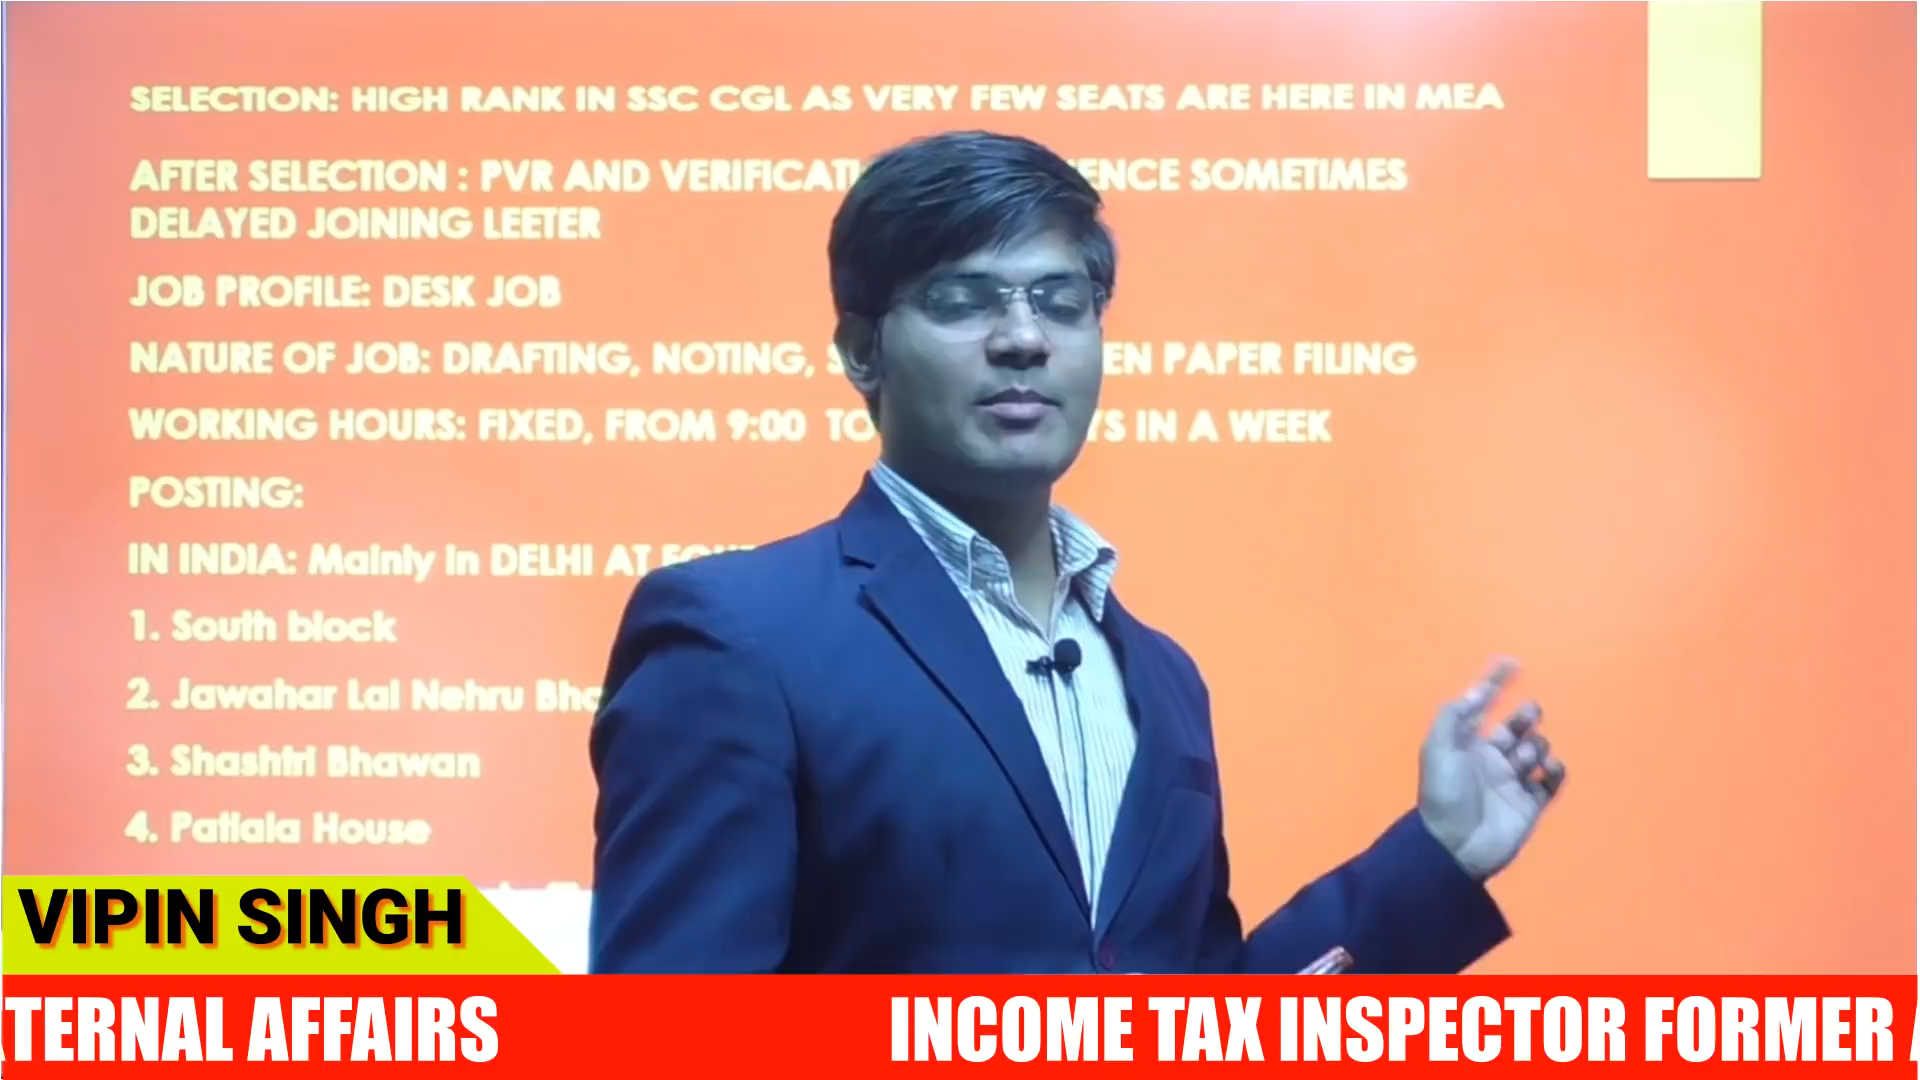 SELECTION: HIGH RANK IN SSC CGL AS VERY FEW SEATS ARE HERE IN MEA
AFTER SELECTION : PVR AND SOMETIMES
DELAYED JOINING LEETER
JOB PROFILE: DESK JOB
NATURE OF JOB: DRAFTING, NOTING, PAPER FILING
WORKING HOURS: FIXED, FROM 9:00 TO IN A WEEK
POSTING:
IN INDIA: Mainly in DELHI AT
1. South block
2. Jawahar Lal Nehru
3. Shashtri Bhawan
4. Patiala House
VIPIN SINGH
TERNAL AFFAIRS INCOME TAX INSPECTOR FORMER